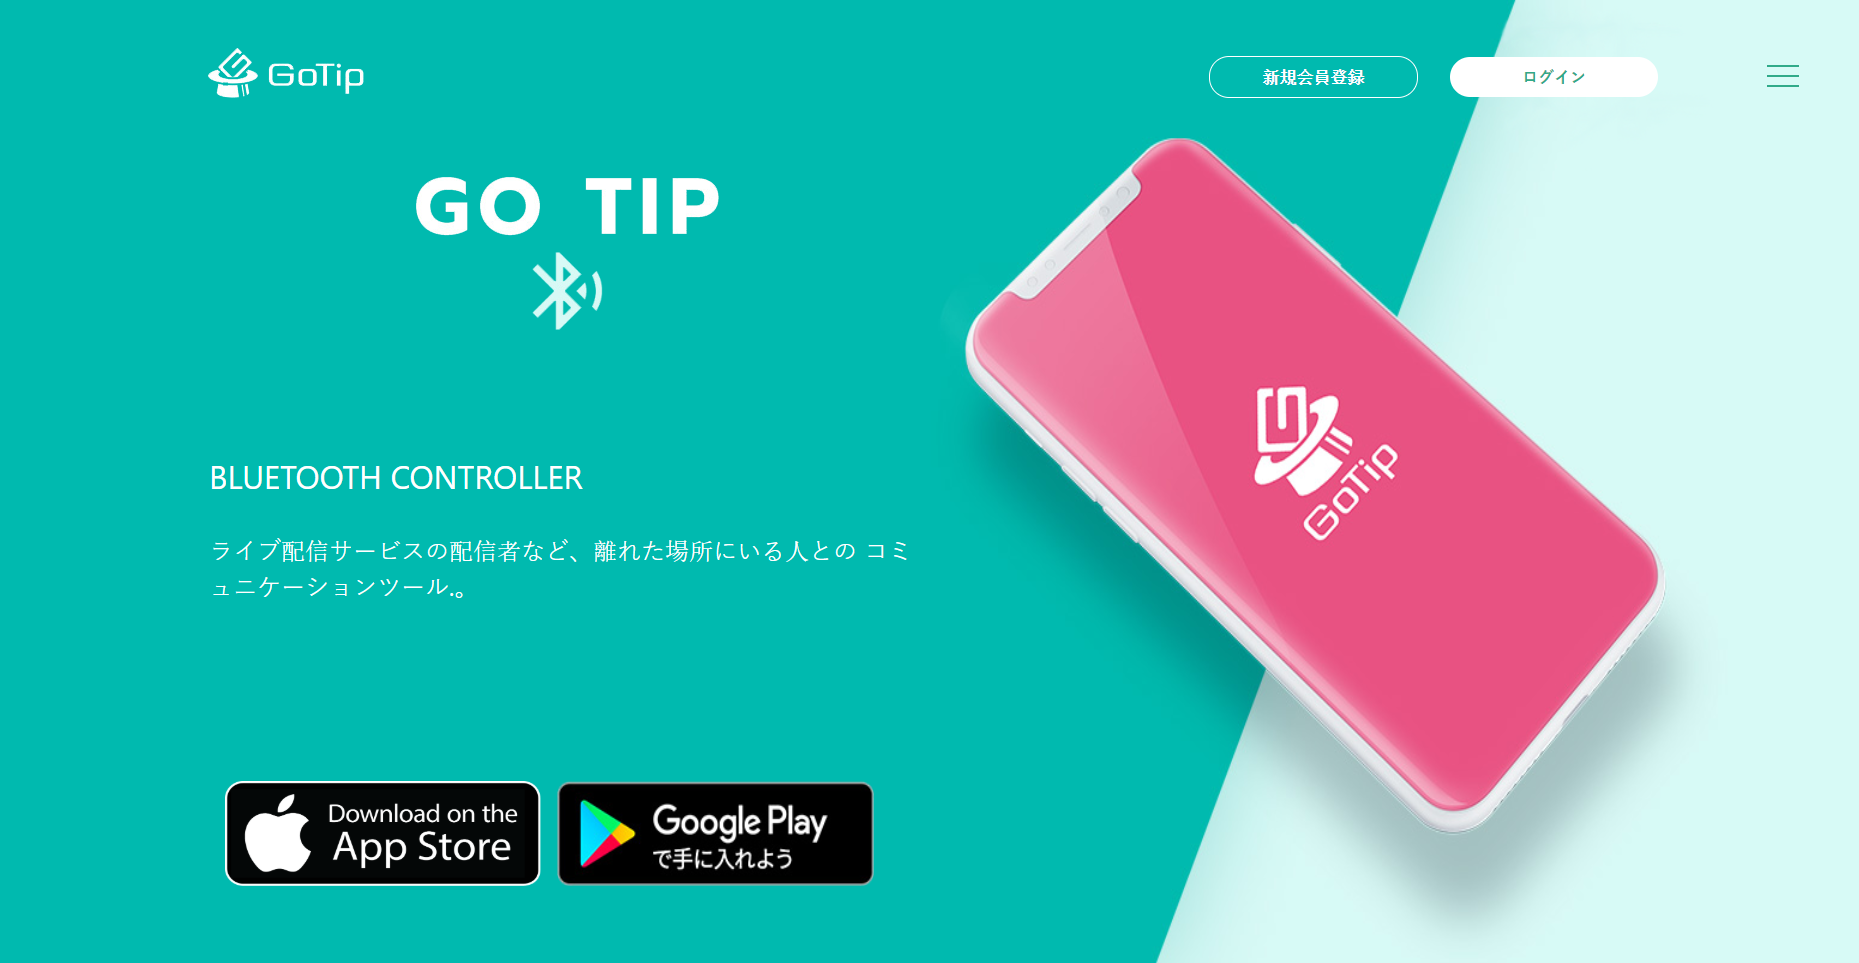 GoTip
新規会員登録
ログイン
GO TIP
GoTip
BLUETOOTH CONTROLLER
ライブ配信サービスの配信者など、離れた場所にいる人との コミ
ュニケーションツール.。
Download on the
App Store
Google Play
で手に入れよう